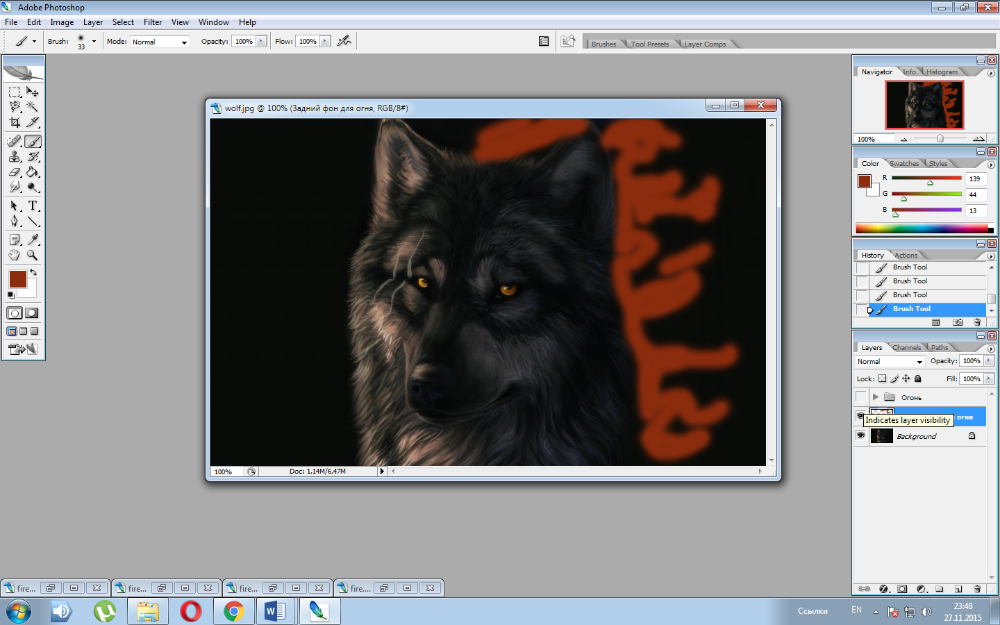 Adobe Photoshop
File Edit Image Layer Select Filter View Window Help
Brush: 33 Mode: Normal Opacity: 100% Flow: 100% Brushes Tool Presets Layer Comps
Navigator Info Histogram
100%
wolf.jpg @ 100% (Задний фон для огня, RGB/8#)
100% Doc: 1,14M/6,47M
Color Swatches Styles
R 139
G 44
B 13
History Actions
Brush Tool
Brush Tool
Brush Tool
Brush Tool
Layers Channels Paths
Normal Opacity: 100%
Lock: Fill: 100%
Огонь
огня
Indicates layer visibility
Background
fire... fire... fire... fire....
Ссылки EN 23:48
27.11.2015